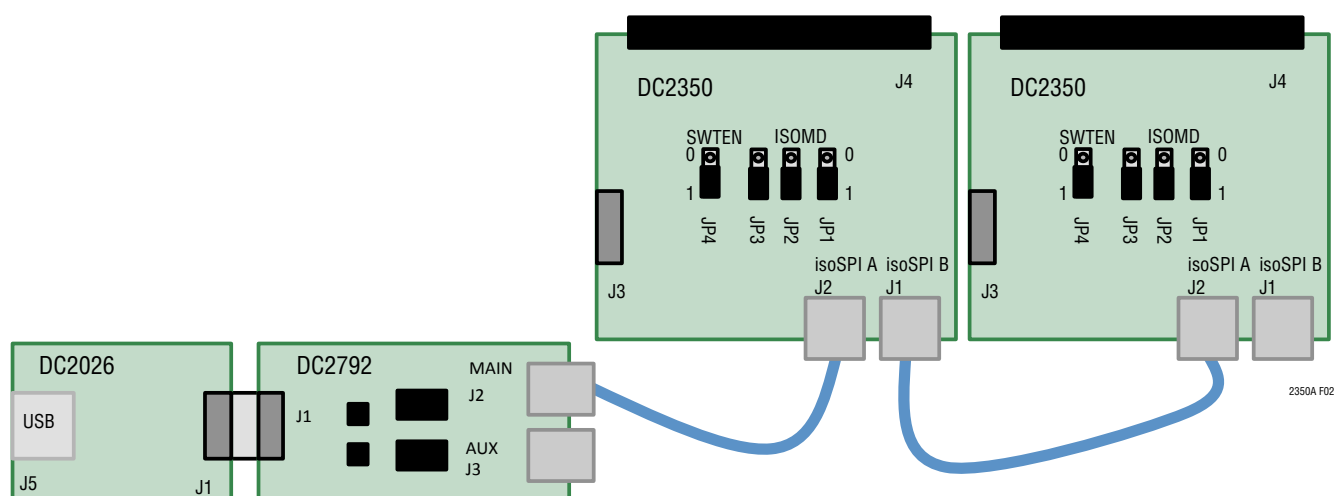 DC2350
J4
SWTEN ISOMD
0 0
1 1
JP4 JP3 JP2 JP1
isoSPI A isoSPI B
J2 J1
J3
DC2350
J4
SWTEN ISOMD
0 0
1 1
JP4 JP3 JP2 JP1
isoSPI A isoSPI B
J2 J1
J3
DC2026
USB
J5
J1
DC2792
J1
MAIN
J2
AUX
J3
2350A F02